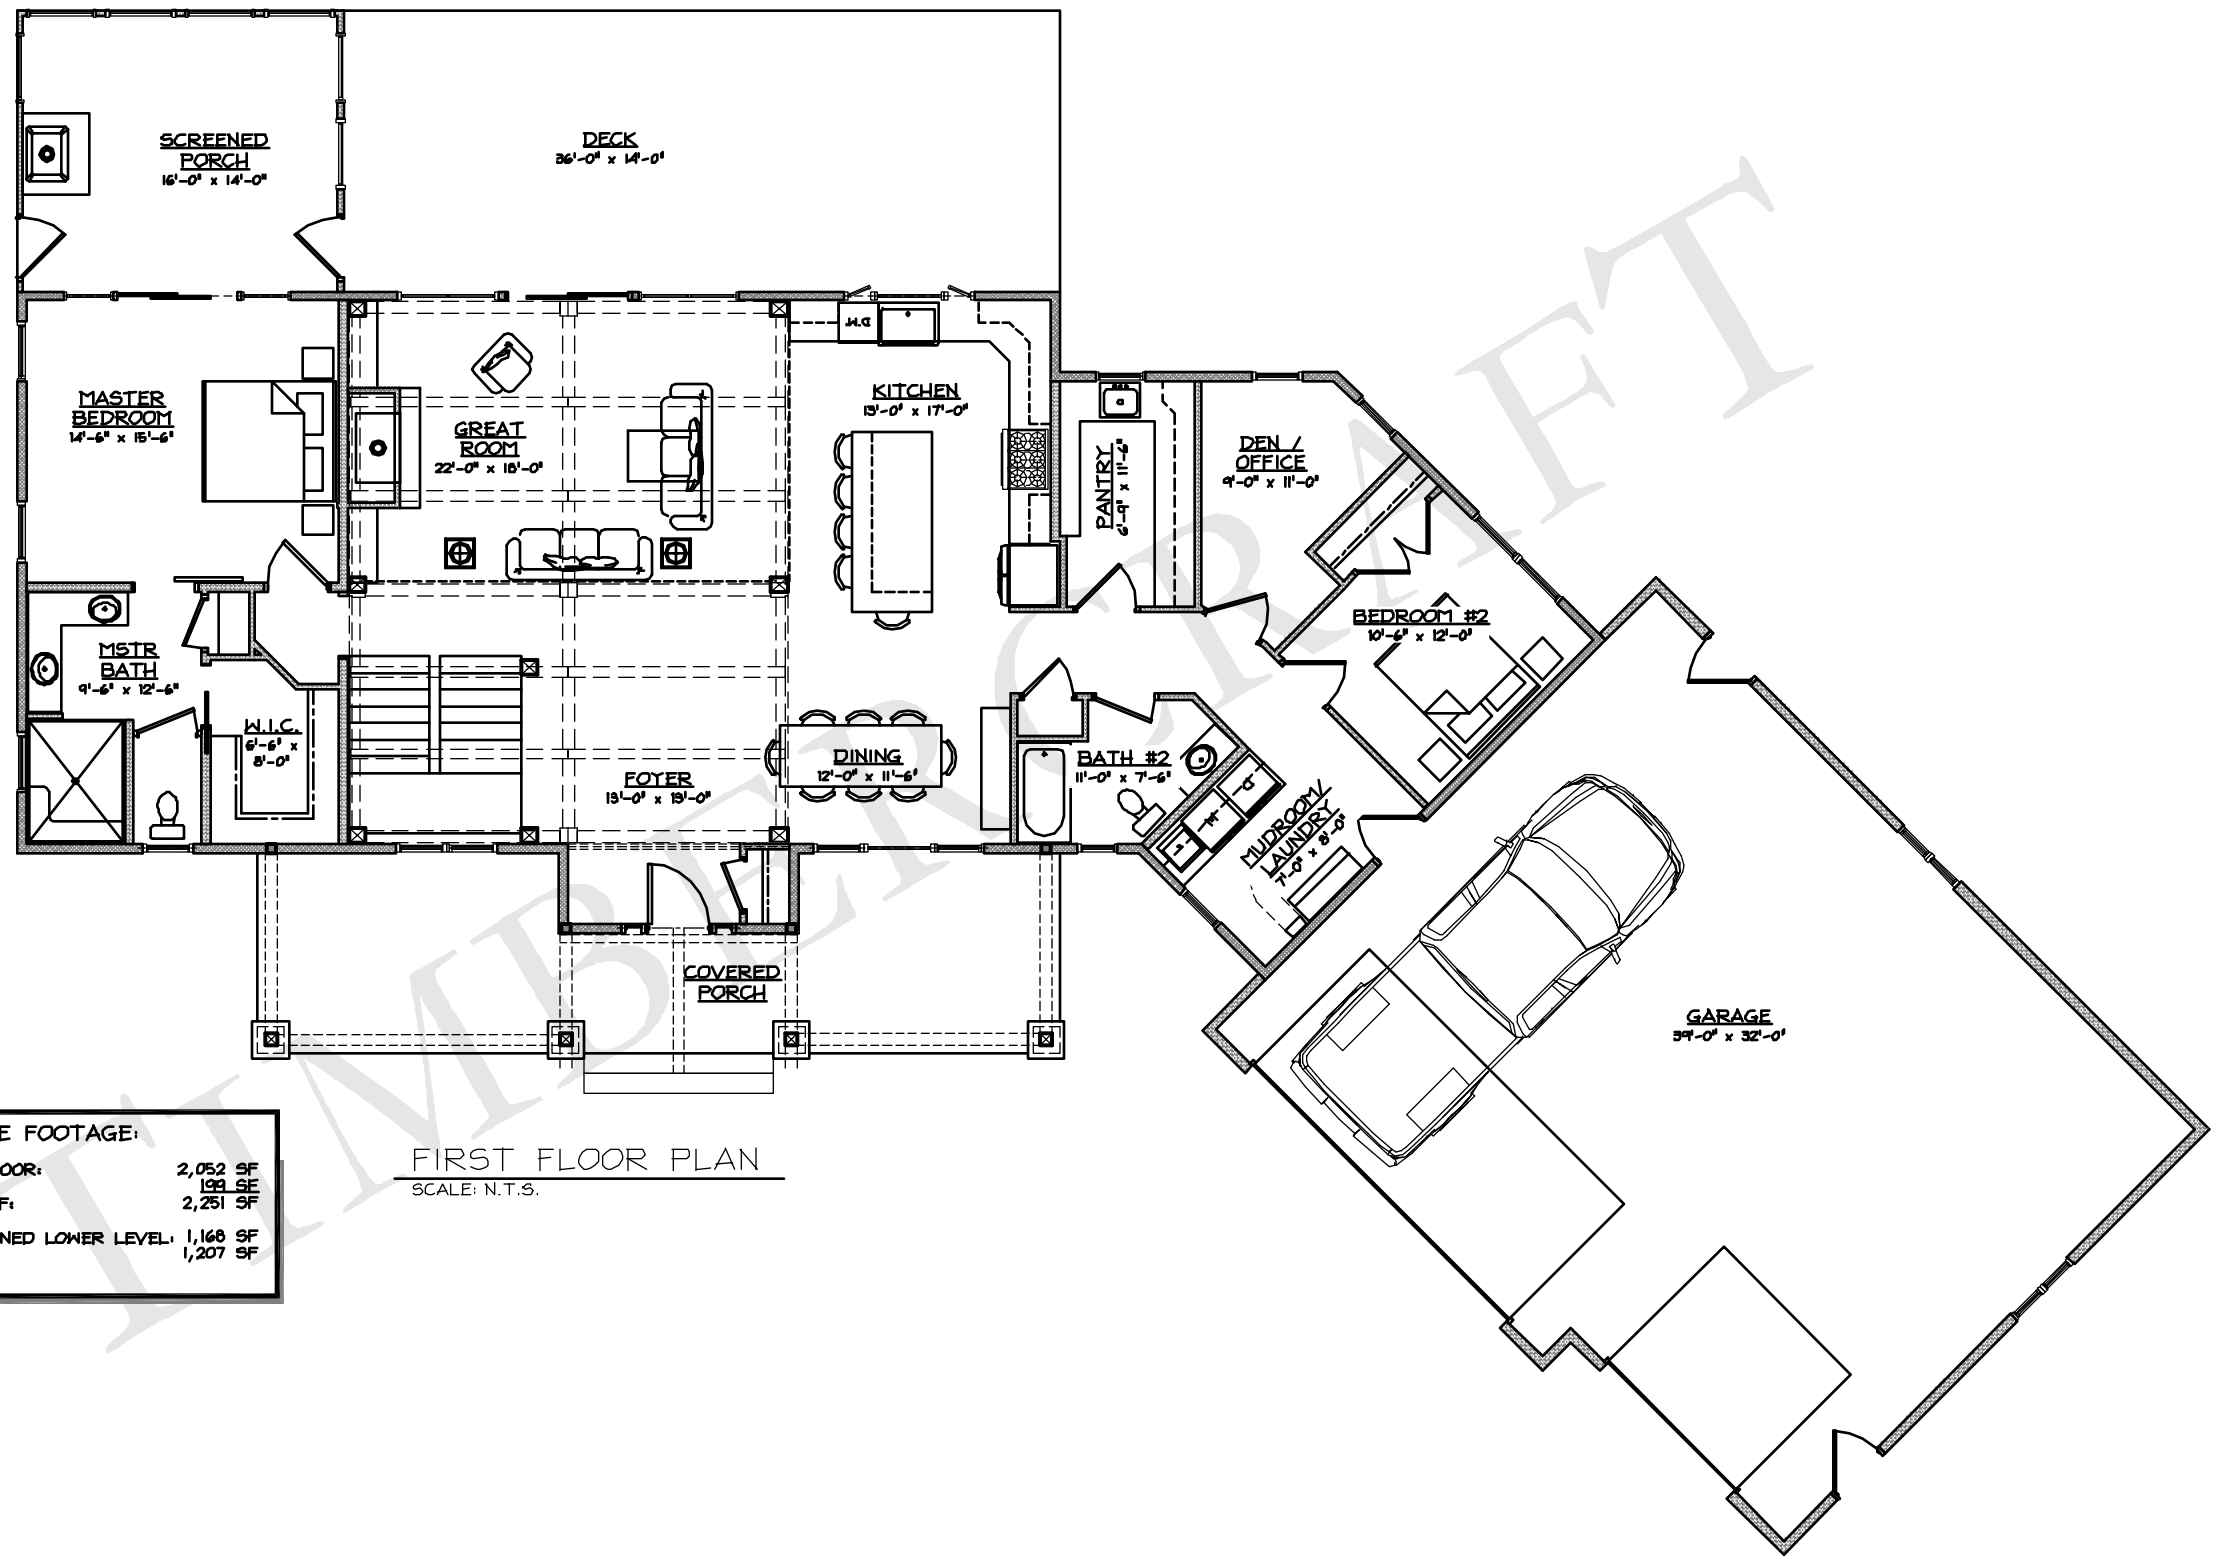 SCREENED
PORCH
16'-0" x 14'-0"
DECK
36'-0" x 14'-0"
MASTER
BEDROOM
14'-6" x 15'-6"
GREAT
ROOM
22'-0" x 18'-0"
D.W.
KITCHEN
13'-0" x 17'-0"
PANTRY
6'-9" x 11'-6"
DEN /
OFFICE
9'-0" x 11'-0"
BEDROOM #2
10'-6" x 12'-0"
MSTR
BATH
9'-6" x 12'-6"
W.I.C.
6'-6" x
8'-0"
FOYER
13'-0" x 13'-0"
DINING
12'-0" x 11'-6"
BATH #2
11'-0" x 7'-6"
D
W
MUDROOM/
LAUNDRY
7'-0" x 8'-0"
COVERED
PORCH
GARAGE
39'-0" x 32'-0"
E FOOTAGE:
OOR: 2,052 SF
199 SF
F: 2,251 SF
NED LOWER LEVEL: 1,168 SF
1,207 SF
FIRST FLOOR PLAN
SCALE: N.T.S.
TIMBERCRAFT